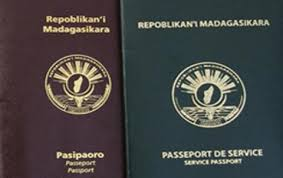 Repoblikan'i
Madagasikara
Pasipaoro
Passeport
Passport
REPOBLIKAN'I MADAGASIKARA
PASSEPORT DE SERVICE
SERVICE PASSPORT